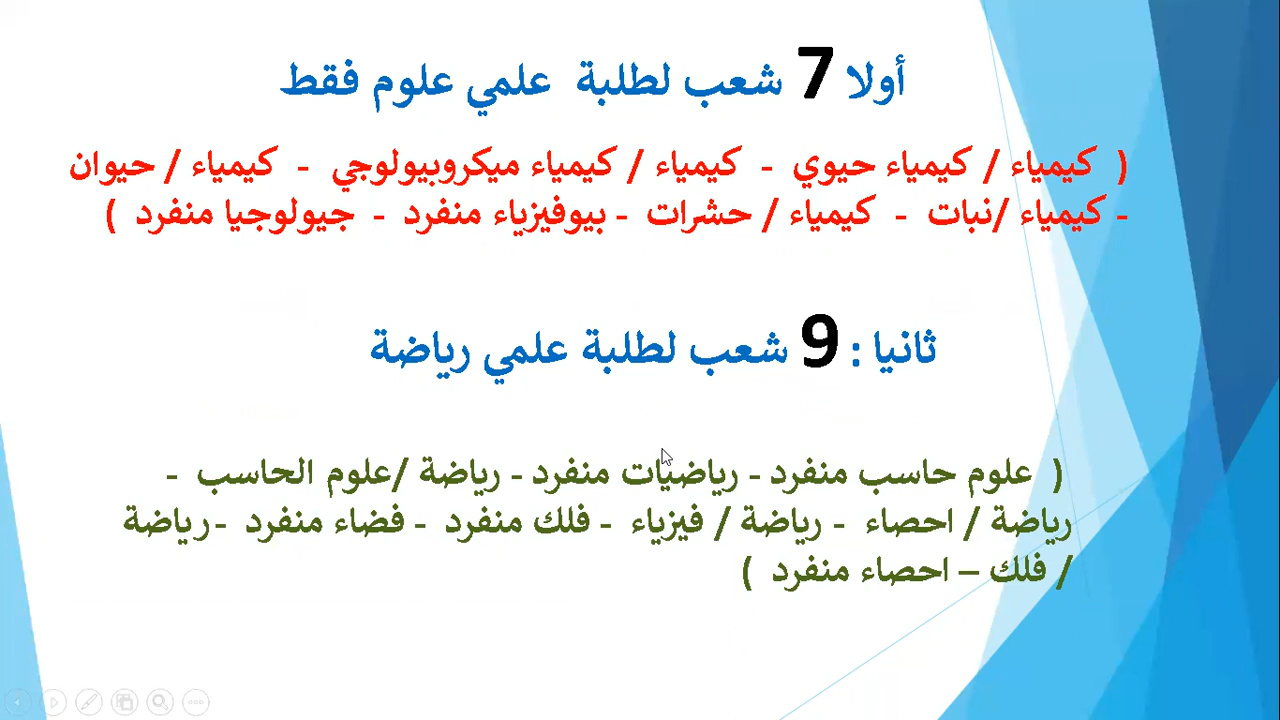 أولا 7 شعب لطلبة علمي علوم فقط
( كيمياء / كيمياء حيوي - كيمياء / كيمياء ميكروبيولوجي - كيمياء / حيوان
- كيمياء /نبات - كيمياء / حشرات - بيوفيزياء منفرد - جيولوجيا منفرد )
ثانيا : 9 شعب لطلبة علمي رياضة
( علوم حاسب منفرد - رياضيات منفرد - رياضة /علوم الحاسب -
رياضة / احصاء - رياضة / فيزياء - فلك منفرد - فضاء منفرد - رياضة
/ فلك – احصاء منفرد )